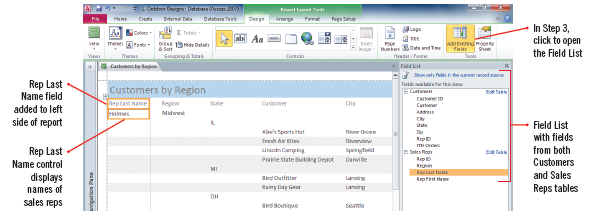 L-Outdoor Designs: Database (Access 2007)
Report Layout Tools
File
Home
Create
External Data
Database Tools
Design
Arrange
Format
Page Setup
View
Themes
Colors
Fonts
Group & Sort
Σ Totals
Hide Details
Aa
Insert Image
Page Numbers
Logo
Title
Date and Time
Add Existing Fields
Property Sheet
Views
Themes
Grouping & Totals
Controls
Header / Footer
Tools
In Step 3,
click to open
the Field List
Customers by Region
Customers by Region
Rep Last Name
Region
State
Customer
City
Holmes
Midwest
IL
Abe's Sports Hut
River Grove
Fresh Air Kites
Riverview
Lincoln Camping
Springfield
Prairie State Building Depot
Danville
MI
Bird Outfitter
Lansing
Rainy Day Gear
Lansing
OH
Bird Boutique
Seattle
Navigation Pane
Field List
Show only fields in the current record source
Fields available for this view:
Customers
Edit Table
Customer ID
Customer
Address
City
State
Zip
Rep ID
YTD Orders
Sales Reps
Edit Table
Rep ID
Region
Rep Last Name
Rep First Name
Rep Last
Name field
added to left
side of report
Rep Last
Name control
displays
names of
sales reps
Field List
with fields
from both
Customers
and Sales
Reps tables